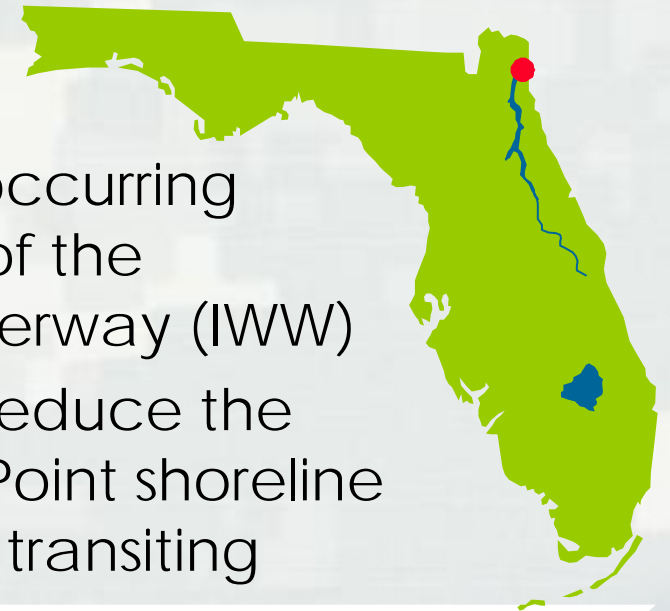 occurring
of the
erway (IWW)
educe the
Point shoreline
transiting